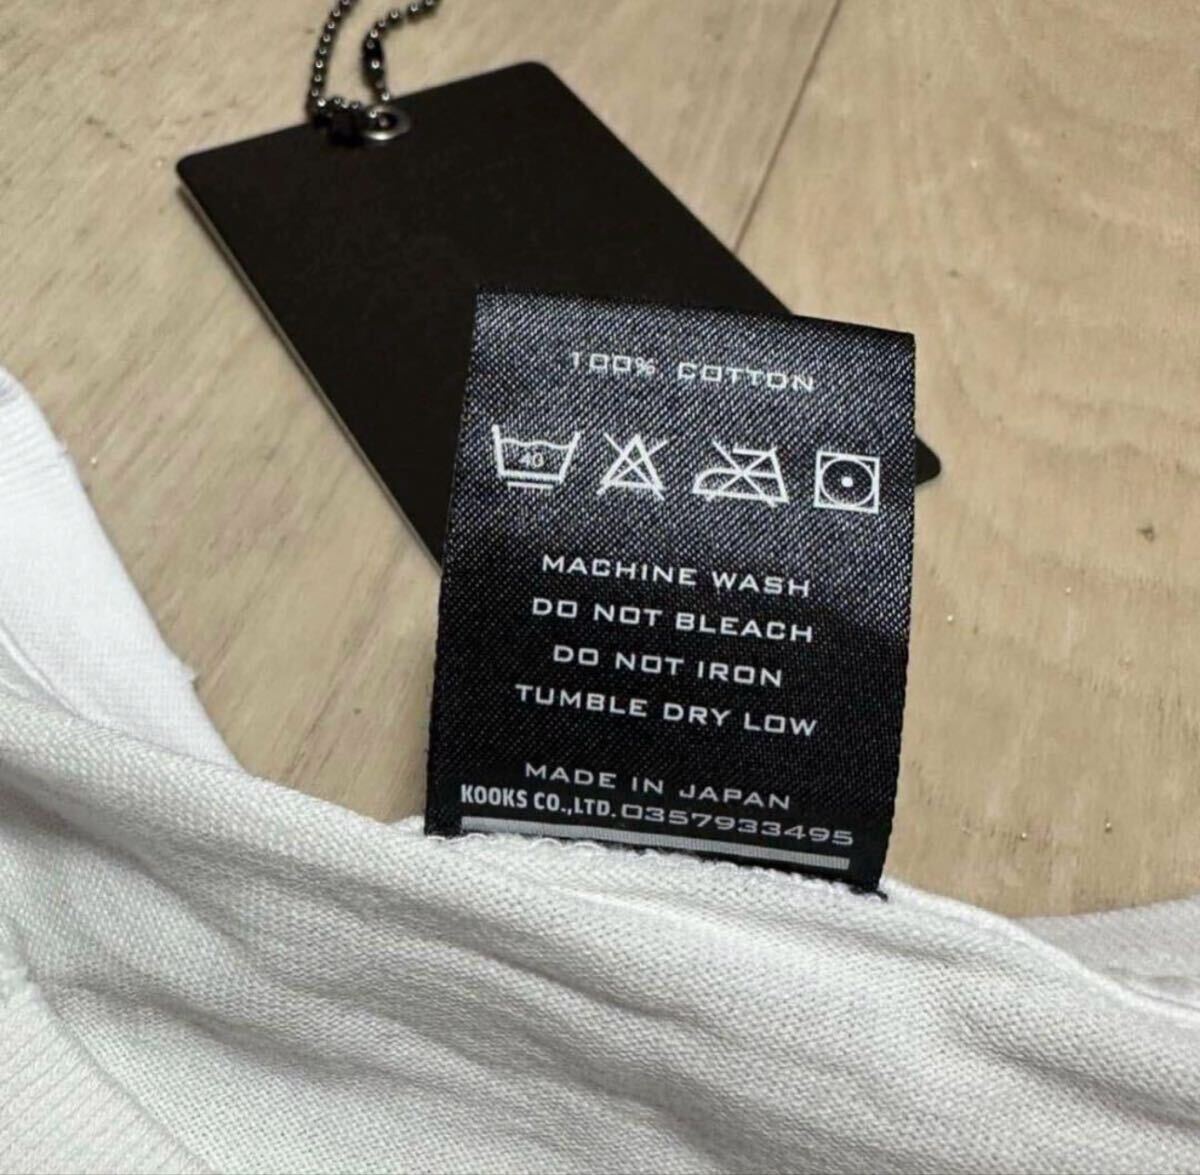 100% COTTON
40
MACHINE WASH
DO NOT BLEACH
DO NOT IRON
TUMBLE DRY LOW
MADE IN JAPAN
KOOKS CO.,LTD. 0357933495